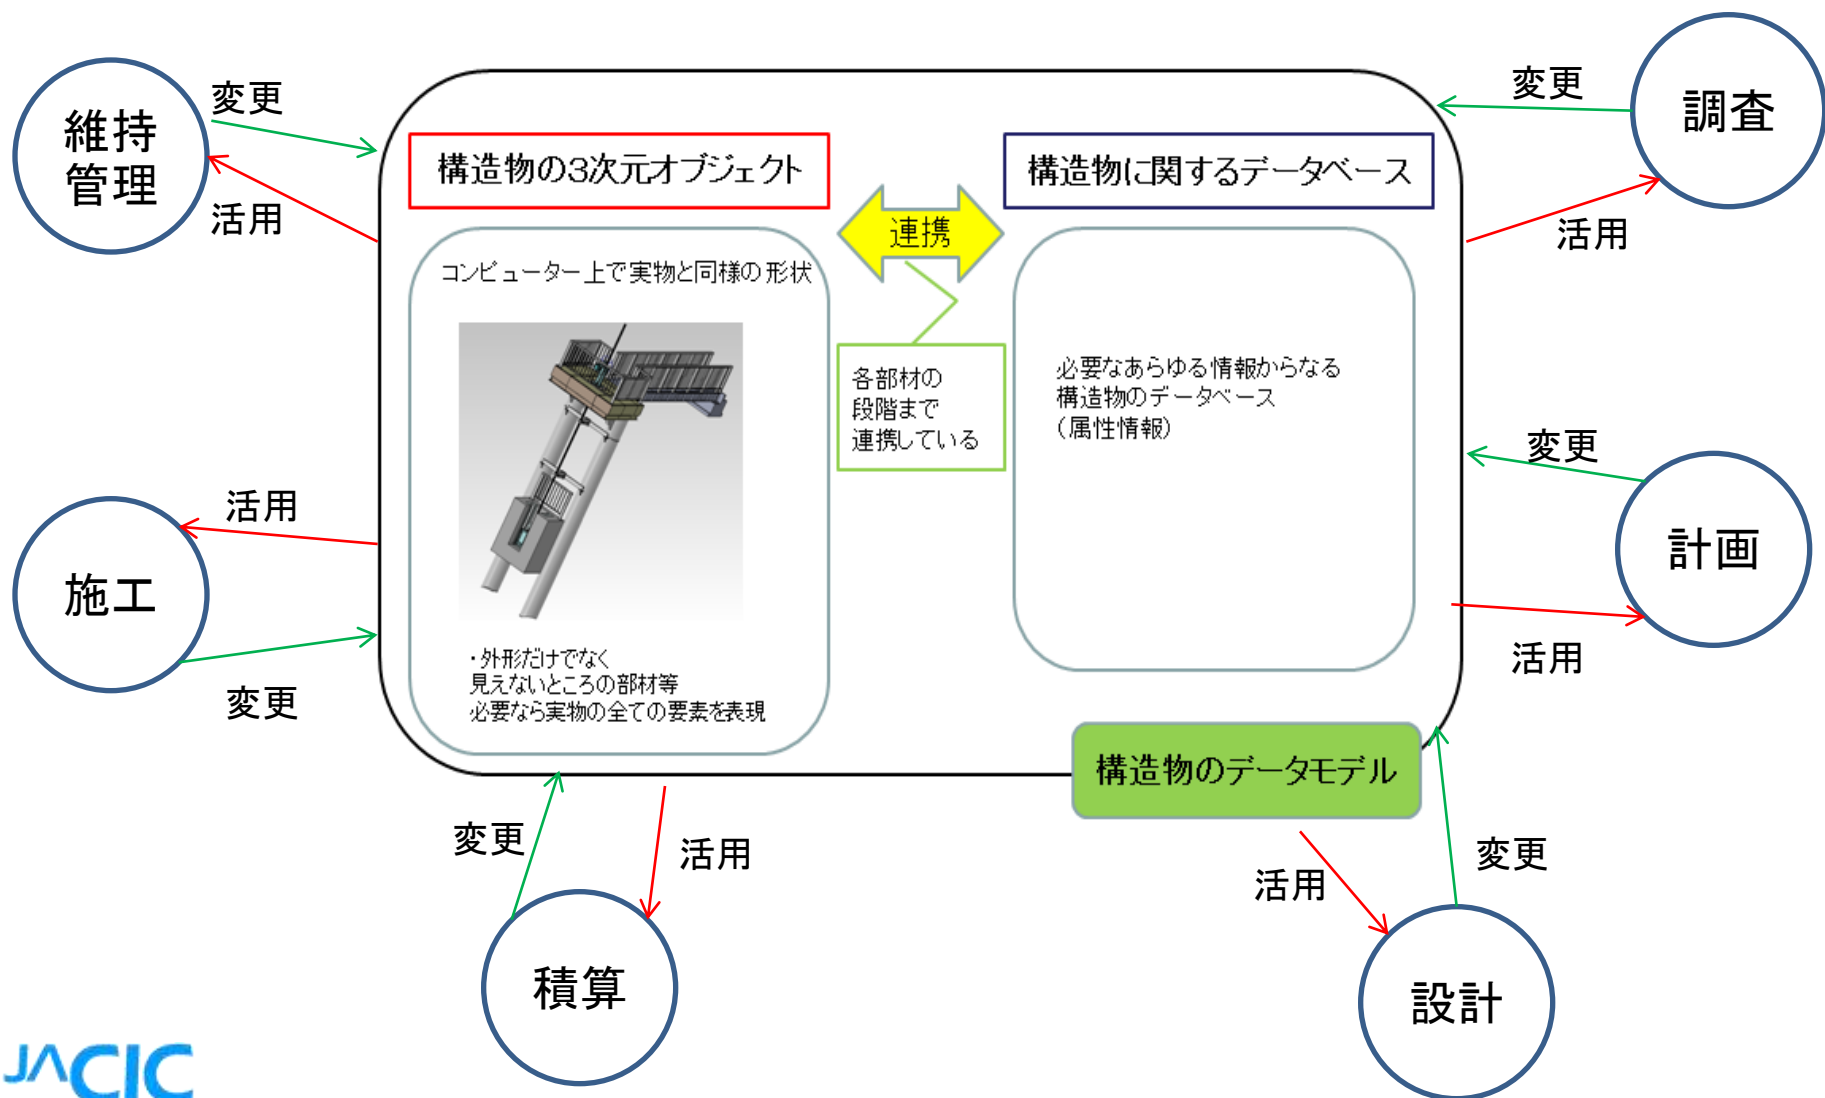 維持
管理
変更
活用
変更
調査
活用
構造物の3次元オブジェクト
連携
構造物に関するデータベース
コンピューター上で実物と同様の形状
各部材の
段階まで
連携している
必要なあらゆる情報からなる
構造物のデータベース
（属性情報）
・外形だけでなく
見えないところの部材等
必要なら実物の全ての要素を表現
変更
計画
活用
活用
施工
変更
構造物のデータモデル
変更
活用
積算
活用
変更
設計
JACIC